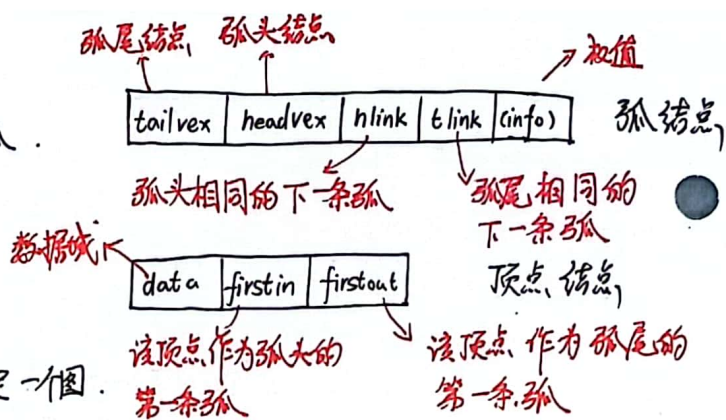 弧尾结点 弧头结点
权值
tailvex headvex hlink tlink (info) 弧结点
弧头相同的下一条弧
弧尾相同的
下一条弧
数据域
data firstin firstout 顶点结点
该顶点作为弧头的
第一条弧
该顶点作为弧尾的
第一条弧
一个图.